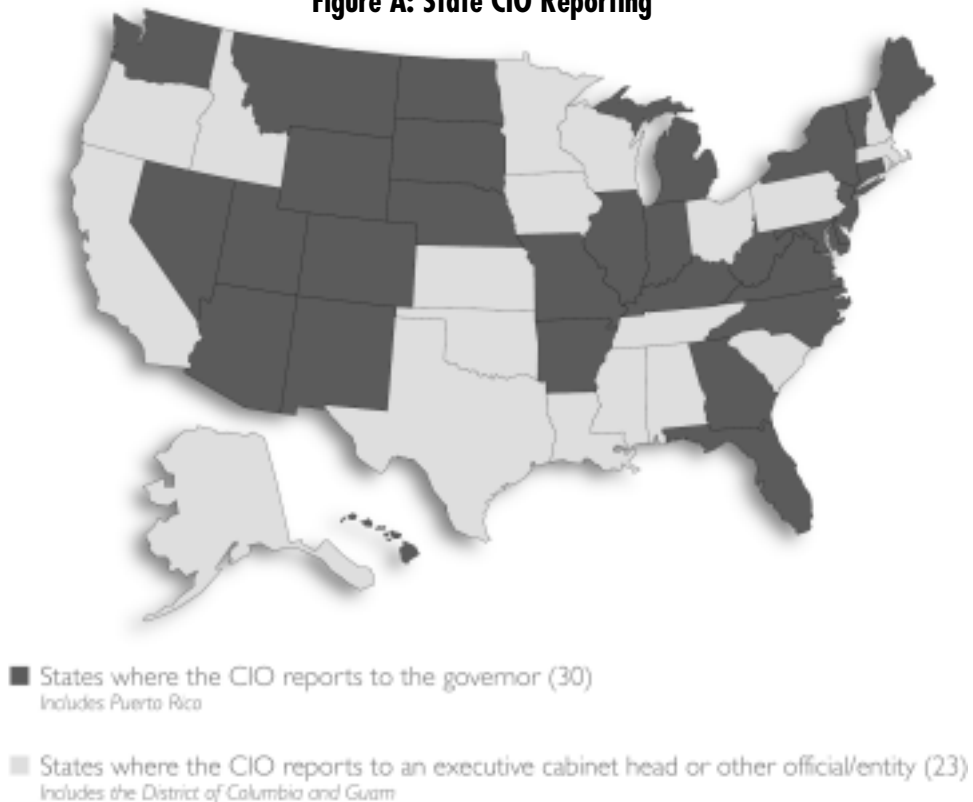 Figure A: State CIO Reporting
States where the CIO reports to the governor (30)
Includes Puerto Rico
States where the CIO reports to an executive cabinet head or other official/entity (23)
Includes the District of Columbia and Guam